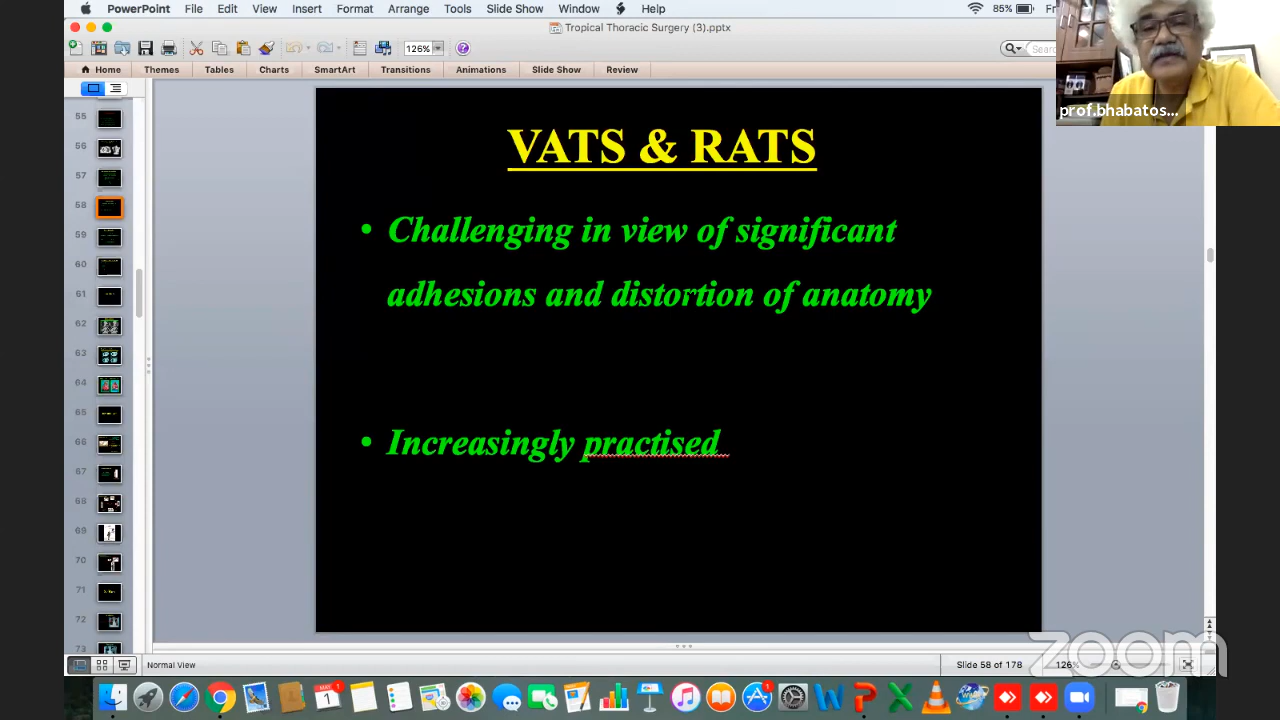 PowerPoint File Edit View Insert Format Arrange Tools Slide Show Window Help 85%
Tropical Thoracic Surgery (3).pptx
126%
Home Themes Tables Charts SmartArt Transitions Animations Slide Show Review
prof.bhabatos...
55
56
57
58
59
60
61
62
63
64
65
66
67
68
69
70
71
72
73
VATS & RATS
• Challenging in view of significant
adhesions and distortion of anatomy
• Increasingly practised
Normal View Slide 58 of 178 126%
zoom